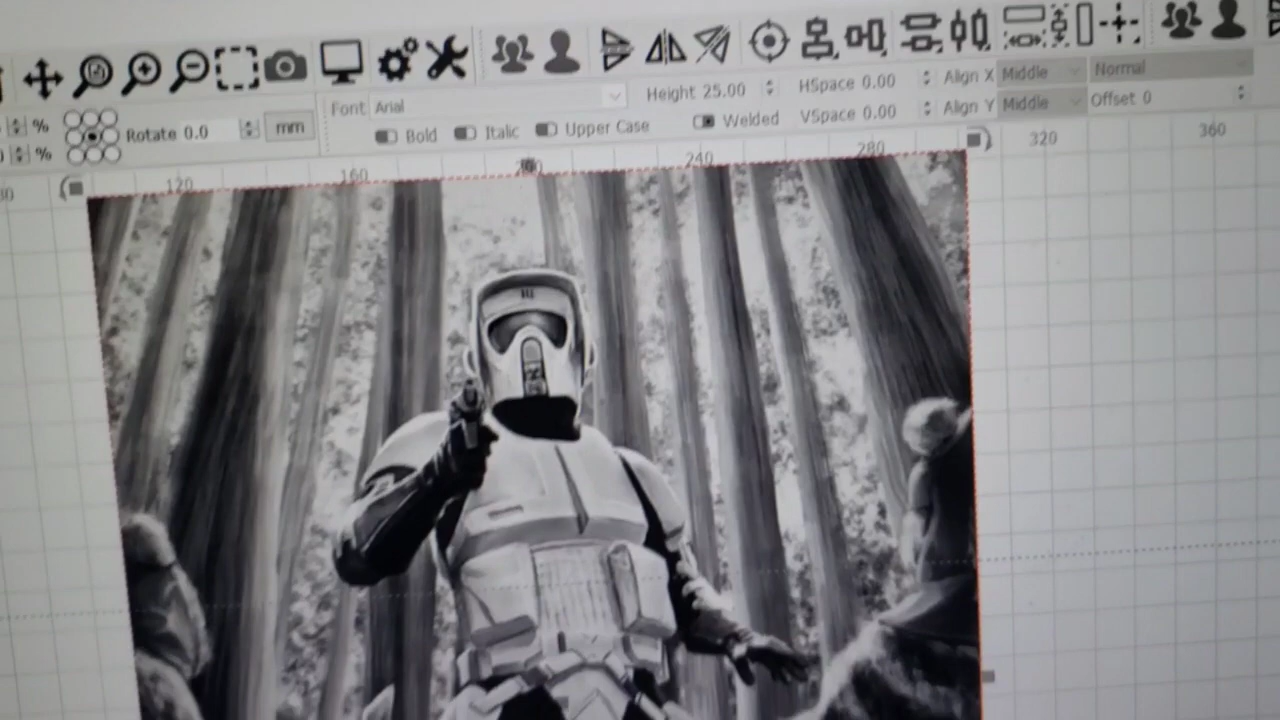 Height 25.00 HSpace 0.00 Align X Middle Normal
% Rotate 0.0 mm Font Arial Bold Italic Upper Case Welded VSpace 0.00 Align Y Middle Offset 0
%
120 160 200 240 280 320 360